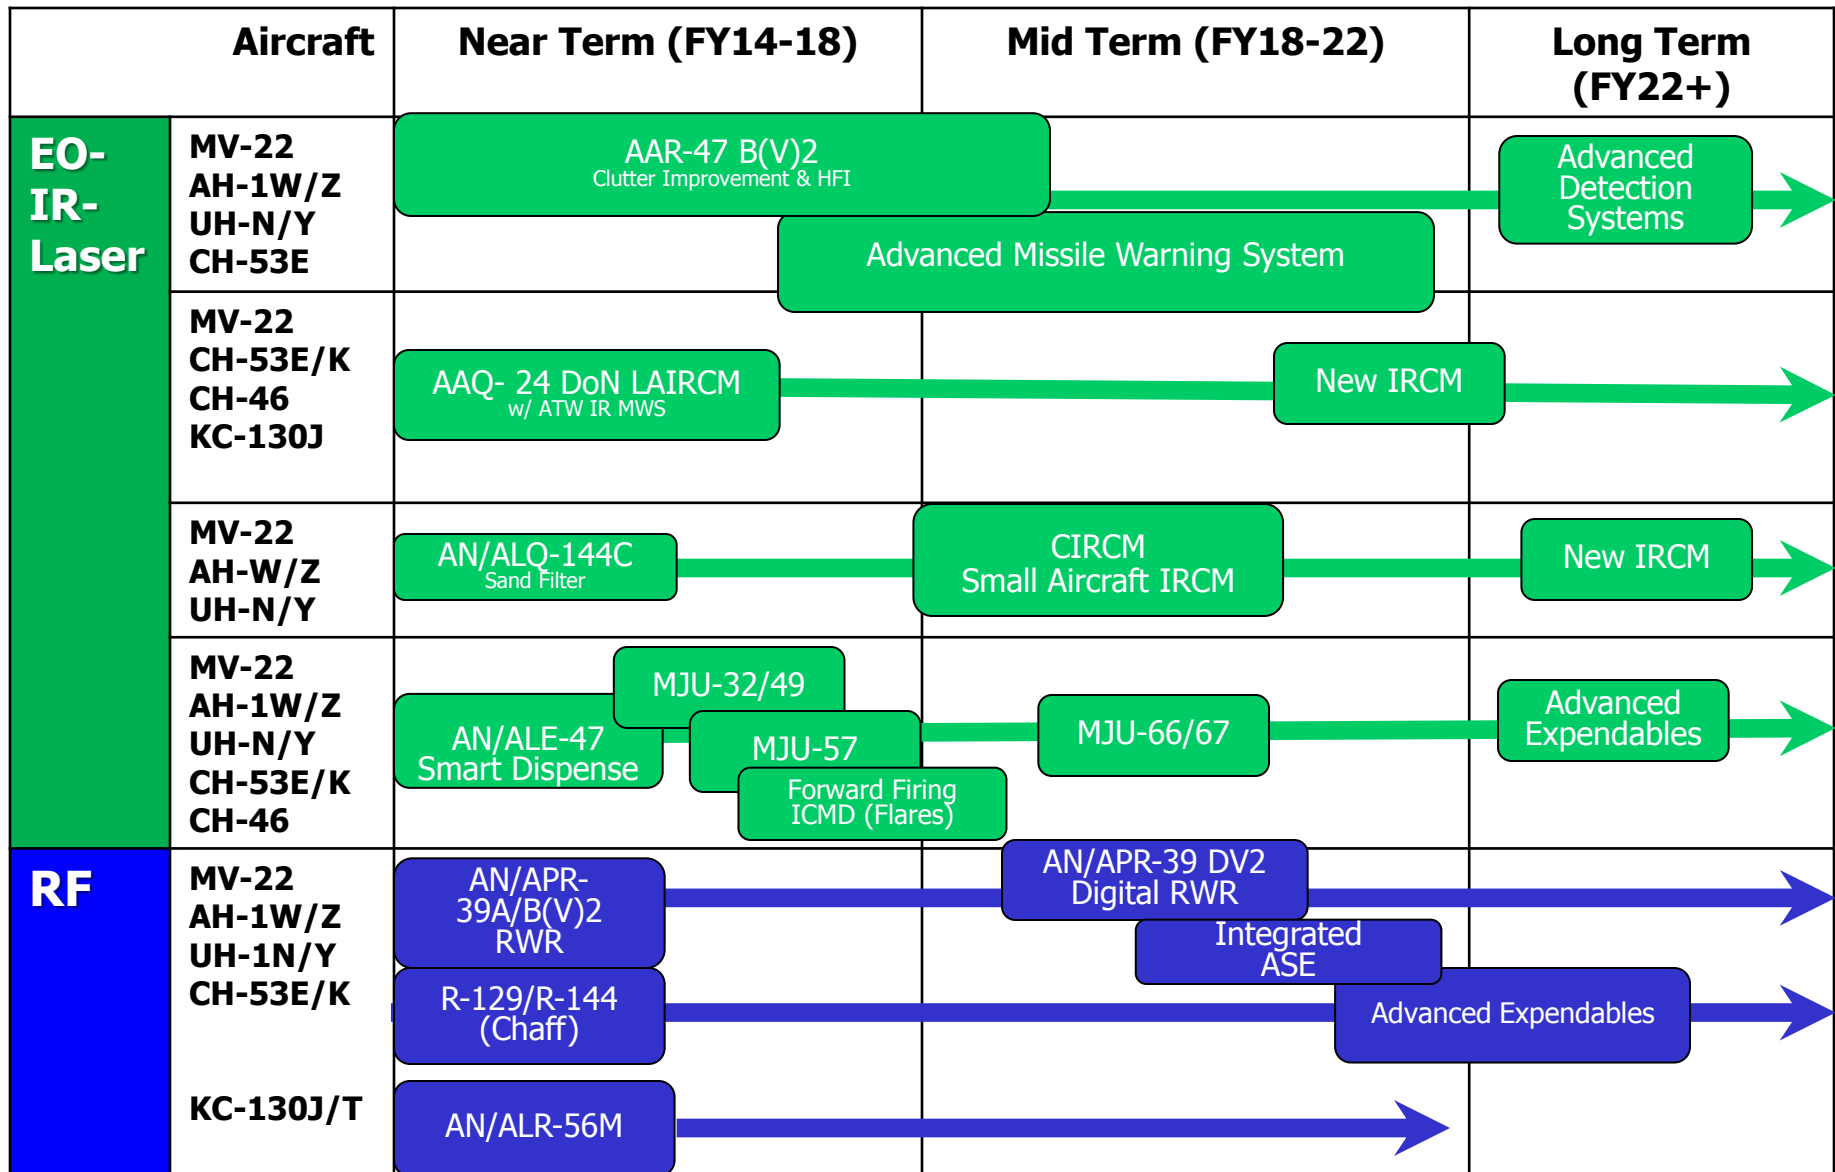 Aircraft
Near Term (FY14-18)
Mid Term (FY18-22)
Long Term
(FY22+)
EO-
IR-
Laser
MV-22
AH-1W/Z
UH-N/Y
CH-53E
AAR-47 B(V)2
Clutter Improvement & HFI
Advanced Missile Warning System
Advanced
Detection
Systems
MV-22
CH-53E/K
CH-46
KC-130J
AAQ- 24 DoN LAIRCM
w/ ATW IR MWS
New IRCM
MV-22
AH-W/Z
UH-N/Y
AN/ALQ-144C
Sand Filter
CIRCM
Small Aircraft IRCM
New IRCM
MV-22
AH-1W/Z
UH-N/Y
CH-53E/K
CH-46
AN/ALE-47
Smart Dispense
MJU-32/49
MJU-57
Forward Firing
ICMD (Flares)
MJU-66/67
Advanced
Expendables
RF
MV-22
AH-1W/Z
UH-1N/Y
CH-53E/K
AN/APR-
39A/B(V)2
RWR
AN/APR-39 DV2
Digital RWR
Integrated
ASE
R-129/R-144
(Chaff)
Advanced Expendables
KC-130J/T
AN/ALR-56M